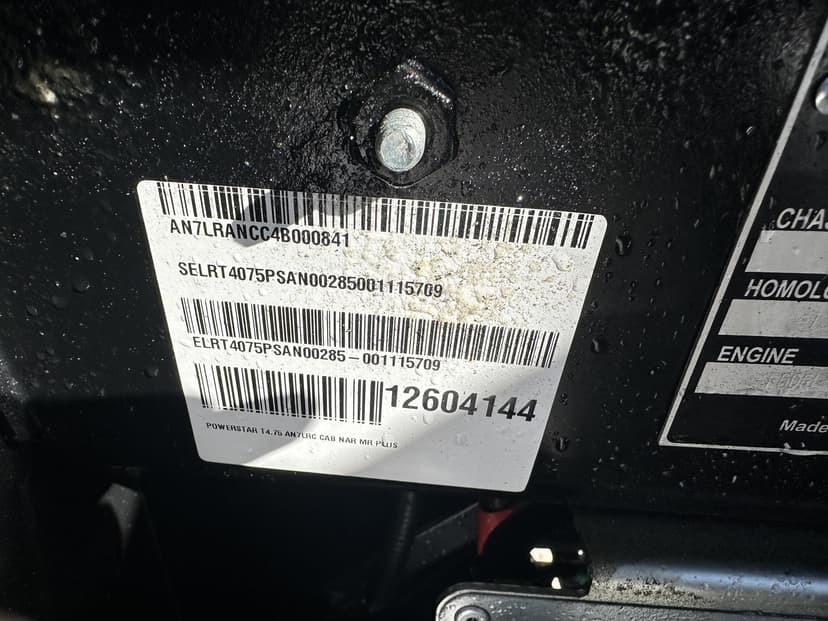 AN7LRANCC4B000841
SELRT4075PSAN00285001115709
ELRT4075PSAN00285-001115709
12604144
POWERSTAR T4.75 AN7LRC CAB NAR MR PLUS
CHAS
HOMOLO
ENGINE
Made